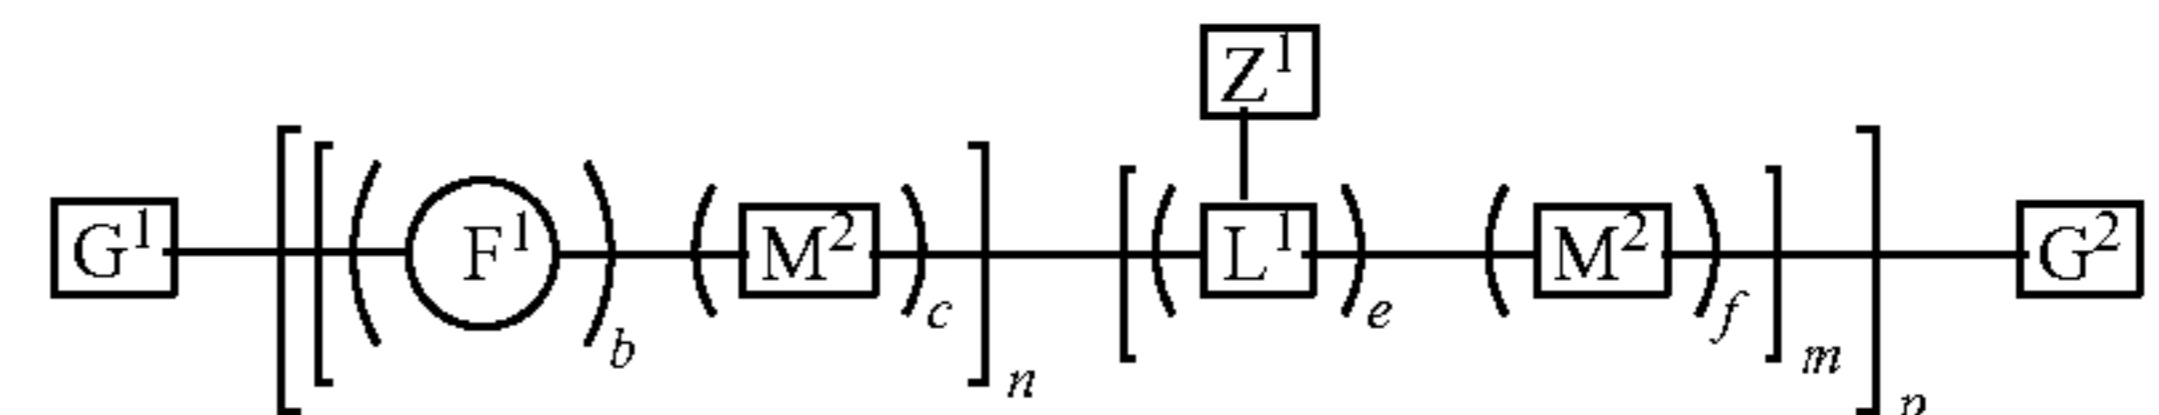 Z¹
G¹ [ [ ( F¹ )b ( M² )c ]n [ ( L¹ )e ( M² )f ]m ]p G²